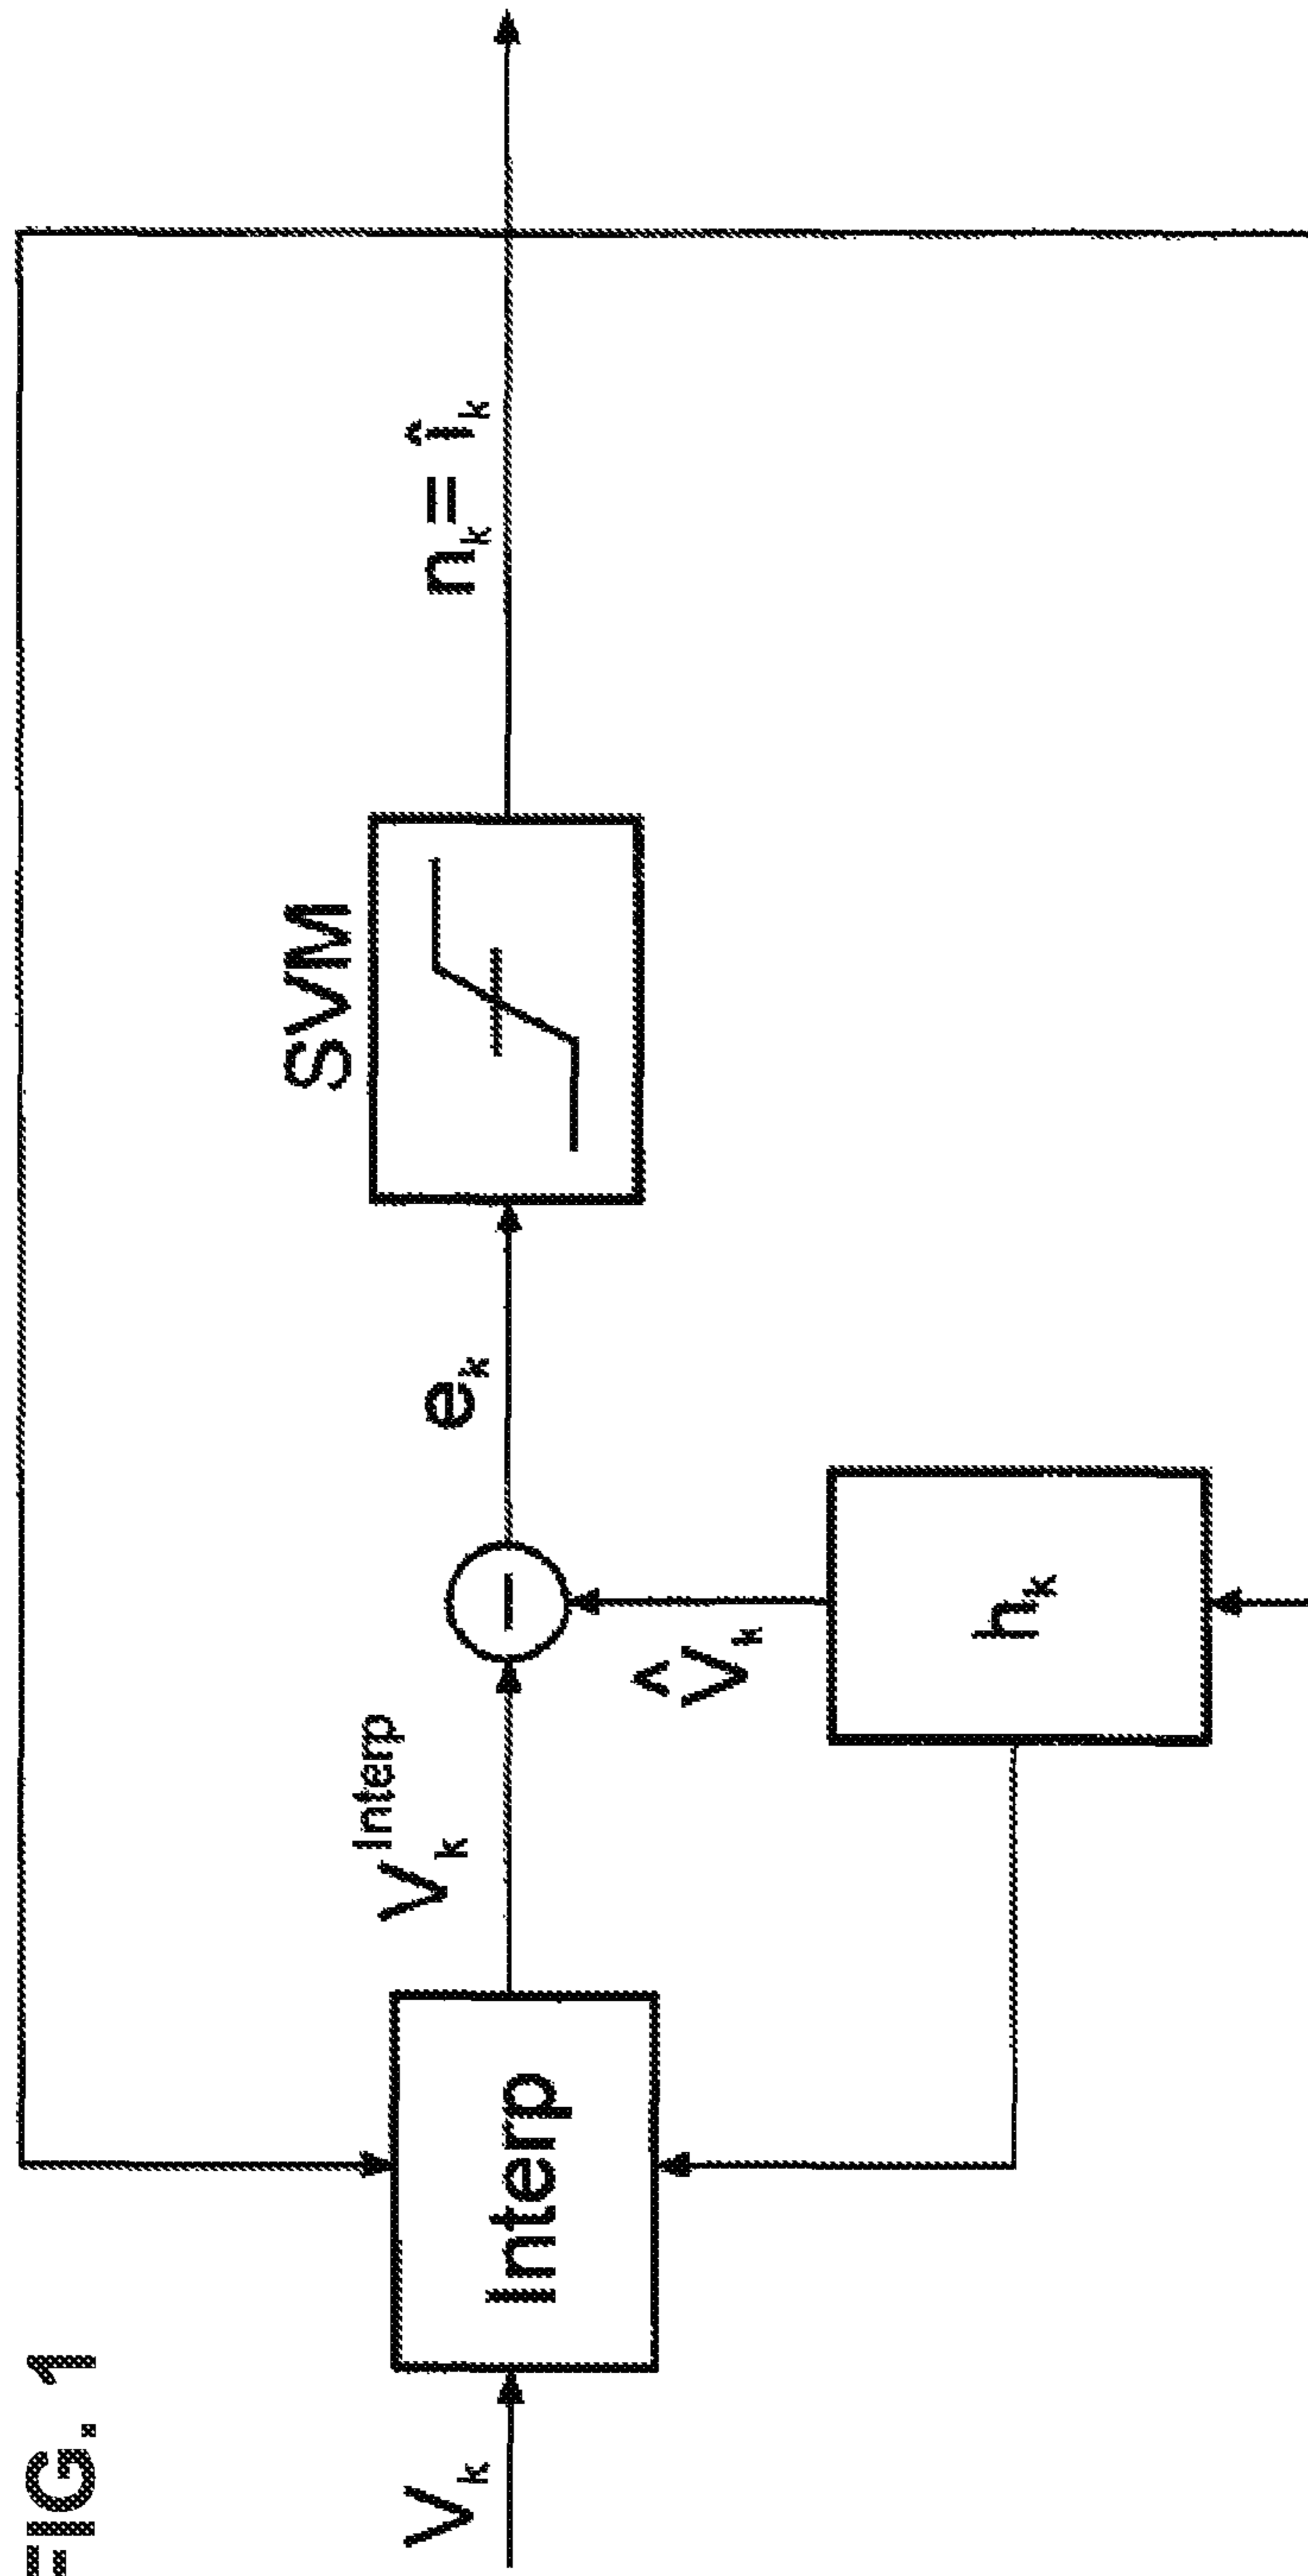 FIG. 1
V_k
Interp
V_k^Interp
V̂_k
h_k
e_k
SVM
n_k = î_k